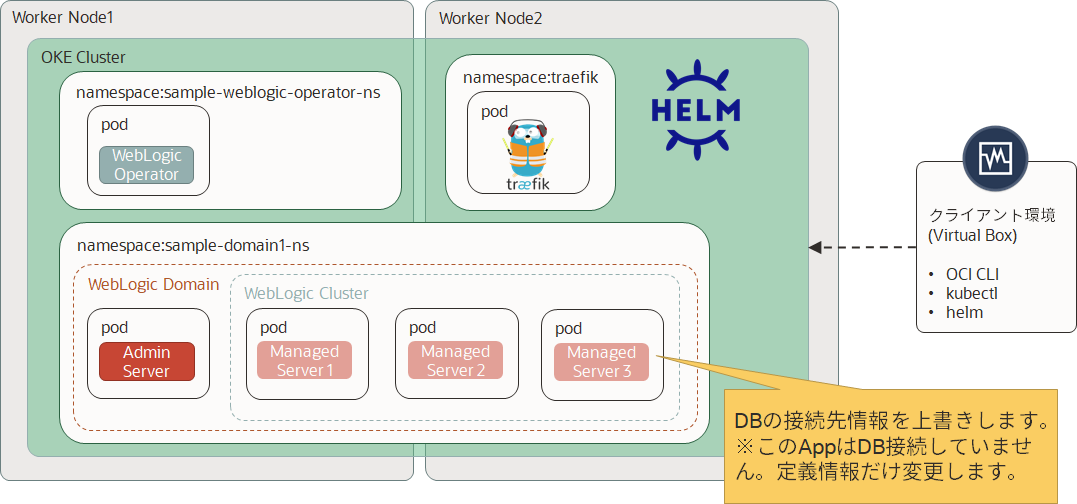 Worker Node1
Worker Node2
OKE Cluster
namespace:sample-weblogic-operator-ns
pod
WebLogic
Operator
namespace:traefik
pod
træfik
HELM
namespace:sample-domain1-ns
WebLogic Domain
WebLogic Cluster
pod
Admin
Server
pod
Managed
Server 1
pod
Managed
Server 2
pod
Managed
Server 3
クライアント環境
(Virtual Box)
• OCI CLI
• kubectl
• helm
DBの接続先情報を上書きします。
※このAppはDB接続していませ
ん。定義情報だけ変更します。